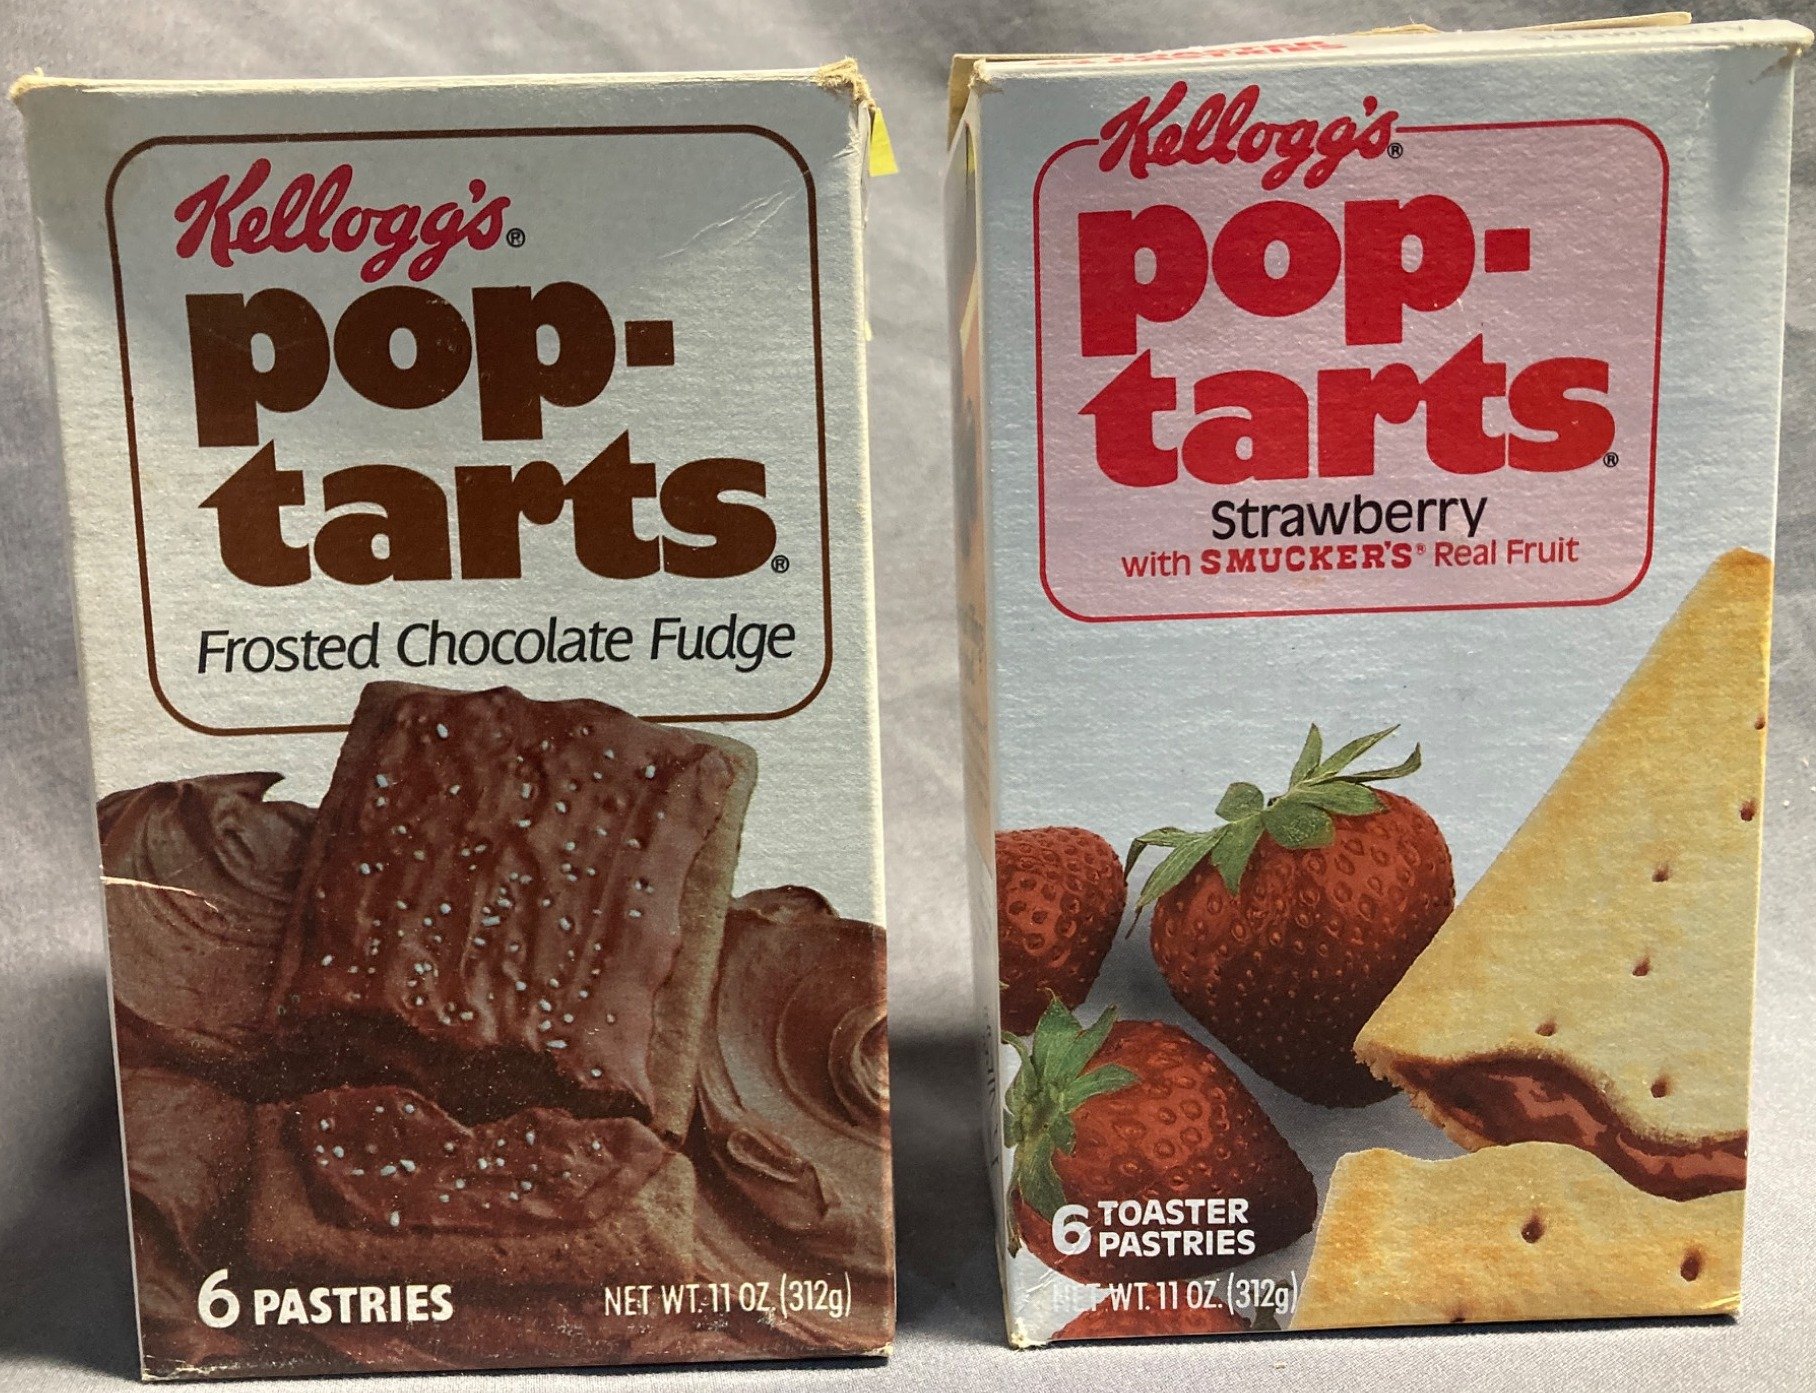 Kellogg's®
pop-
tarts®
Frosted Chocolate Fudge
6 PASTRIES
NET WT. 11 OZ. (312g)
Kellogg's®
pop-
tarts®
Strawberry
with SMUCKER'S® Real Fruit
6 TOASTER
PASTRIES
NET WT. 11 OZ. (312g)